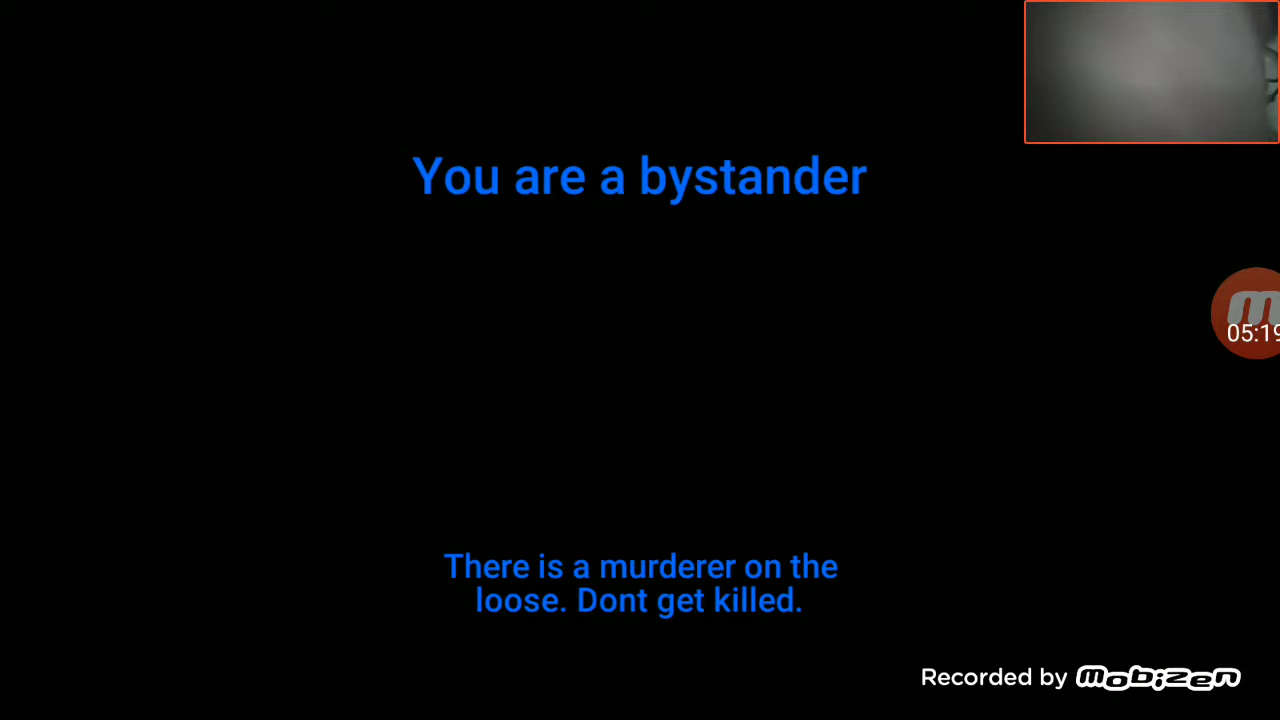 You are a bystander
05:19
There is a murderer on the
loose. Dont get killed.
Recorded by mobizen